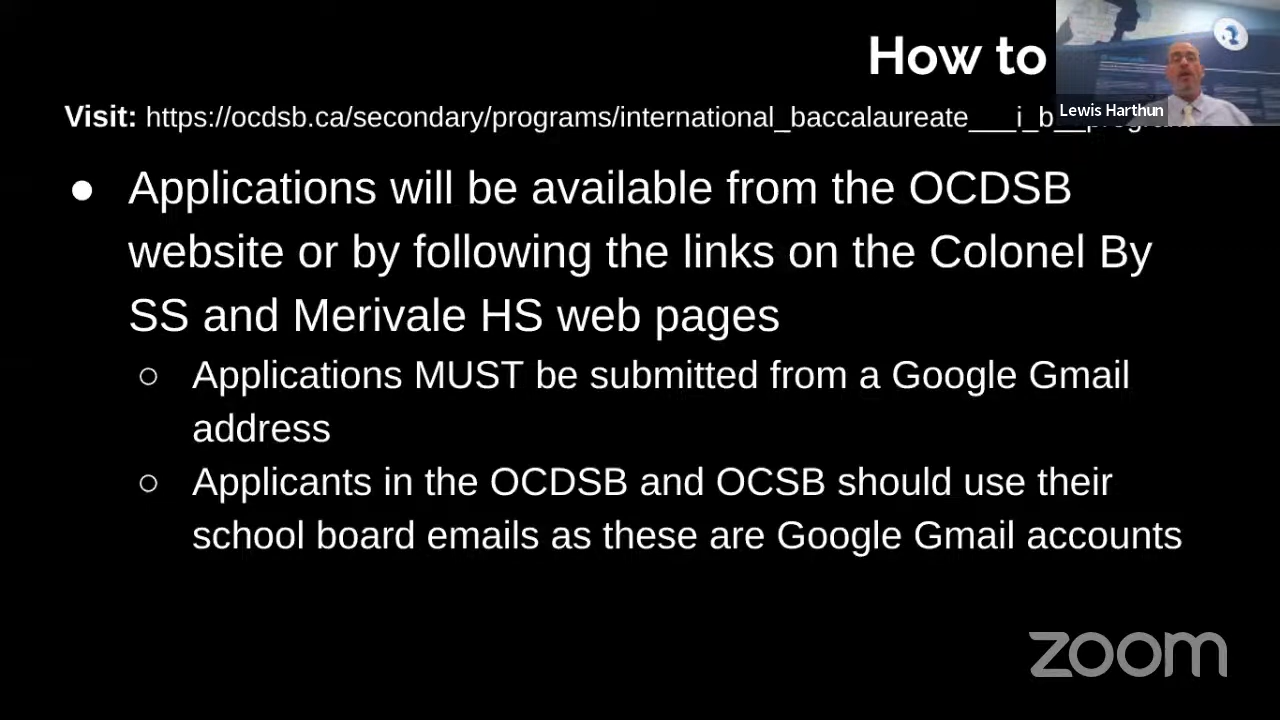 How to
Visit: https://ocdsb.ca/secondary/programs/international_baccalaureate___i_b__program
Lewis Harthun
● Applications will be available from the OCDSB
website or by following the links on the Colonel By
SS and Merivale HS web pages
○ Applications MUST be submitted from a Google Gmail
address
○ Applicants in the OCDSB and OCSB should use their
school board emails as these are Google Gmail accounts
zoom